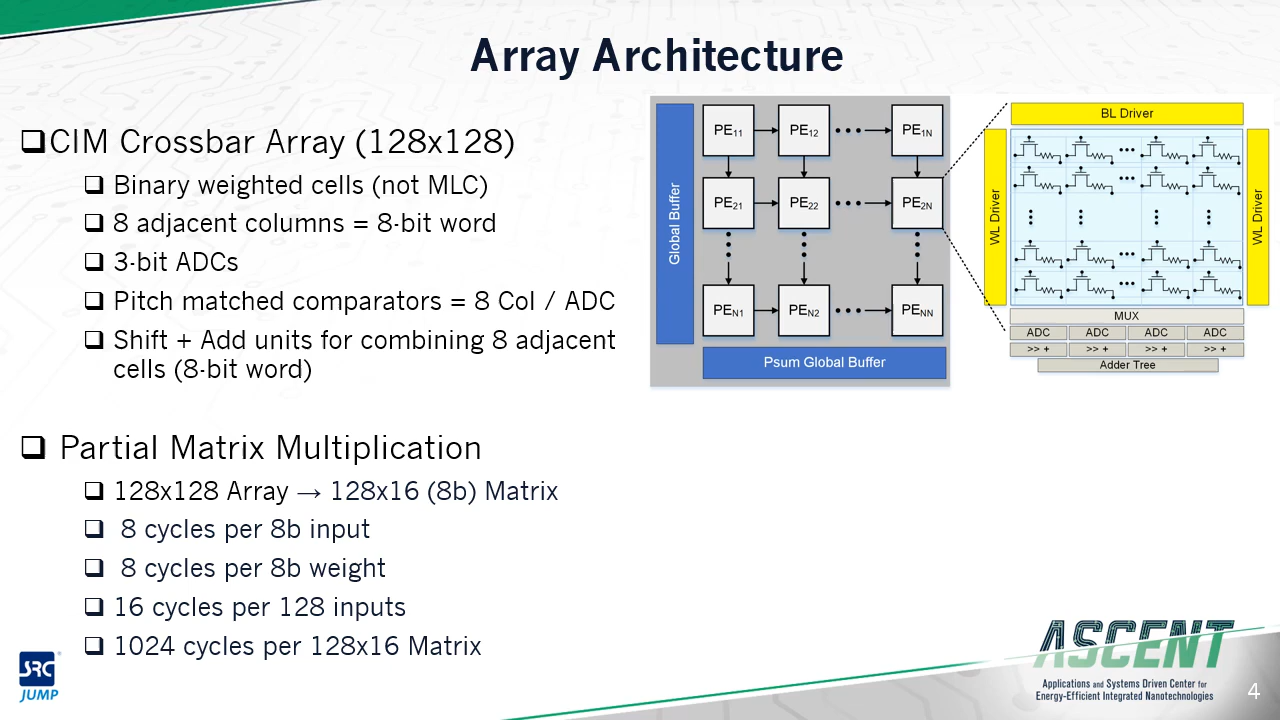 Array Architecture
CIM Crossbar Array (128x128)
Binary weighted cells (not MLC)
8 adjacent columns = 8-bit word
3-bit ADCs
Pitch matched comparators = 8 Col / ADC
Shift + Add units for combining 8 adjacent
cells (8-bit word)
Partial Matrix Multiplication
128x128 Array → 128x16 (8b) Matrix
8 cycles per 8b input
8 cycles per 8b weight
16 cycles per 128 inputs
1024 cycles per 128x16 Matrix
Global Buffer
PE11 PE12 PE1N
PE21 PE22 PE2N
PEN1 PEN2 PENN
Psum Global Buffer
BL Driver
WL Driver
WL Driver
MUX
ADC ADC ADC ADC
>> + >> + >> + >> +
Adder Tree
SRC®
JUMP
ASCENT
Applications and Systems Driven Center for
Energy-Efficient Integrated Nanotechnologies
4